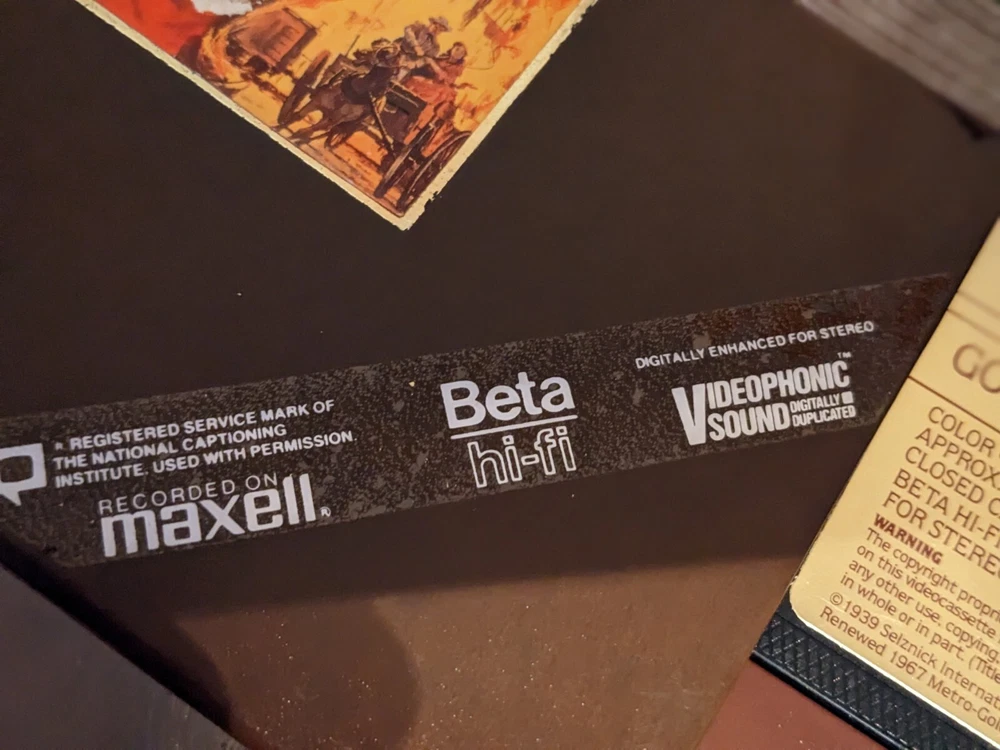 ® REGISTERED SERVICE MARK OF
THE NATIONAL CAPTIONING
INSTITUTE. USED WITH PERMISSION.
RECORDED ON
maxell®
Beta
hi-fi
DIGITALLY ENHANCED FOR STEREO
VIDEOPHONIC™
SOUND DIGITALLY
DUPLICATED
GO
COLOR
APPROX
CLOSED C
BETA HI-F
FOR STEREO
WARNING
The copyright propri
on this videocassette
any other use, copying
in whole or in part. (Title
©1939 Selznick Internat
Renewed 1967 Metro-Gol